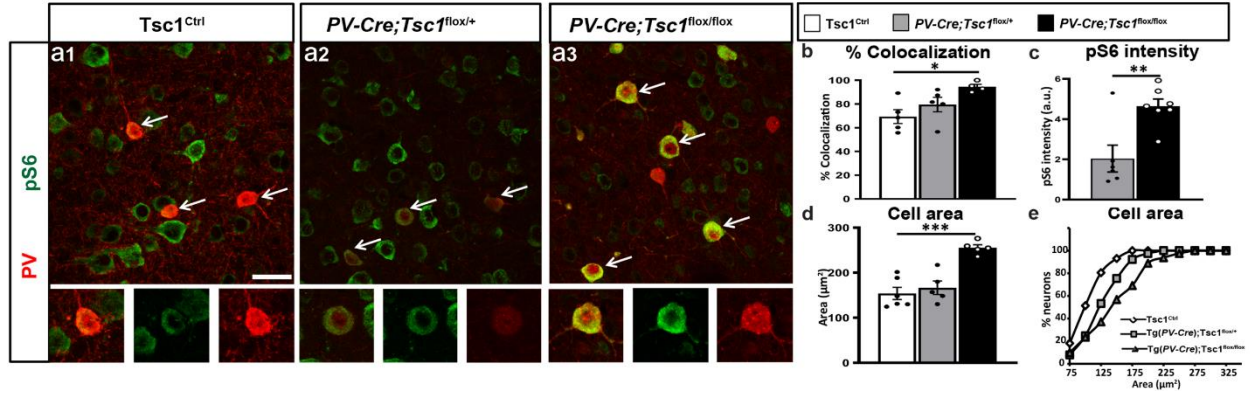 Tsc1Ctrl
PV-Cre;Tsc1flox/+
PV-Cre;Tsc1flox/flox
pS6
PV
a1
a2
a3
Tsc1Ctrl
PV-Cre;Tsc1flox/+
PV-Cre;Tsc1flox/flox
b
% Colocalization
*
% Colocalization
100
80
60
40
20
0
c
pS6 intensity
**
pS6 intensity (a.u.)
6
4
2
0
d
Cell area
***
Area (µm²)
300
200
100
0
e
Cell area
% neurons
100
80
60
40
20
0
Tsc1Ctrl
Tg(PV-Cre);Tsc1flox/+
Tg(PV-Cre);Tsc1flox/flox
75 125 175 225 275 325
Area (µm²)